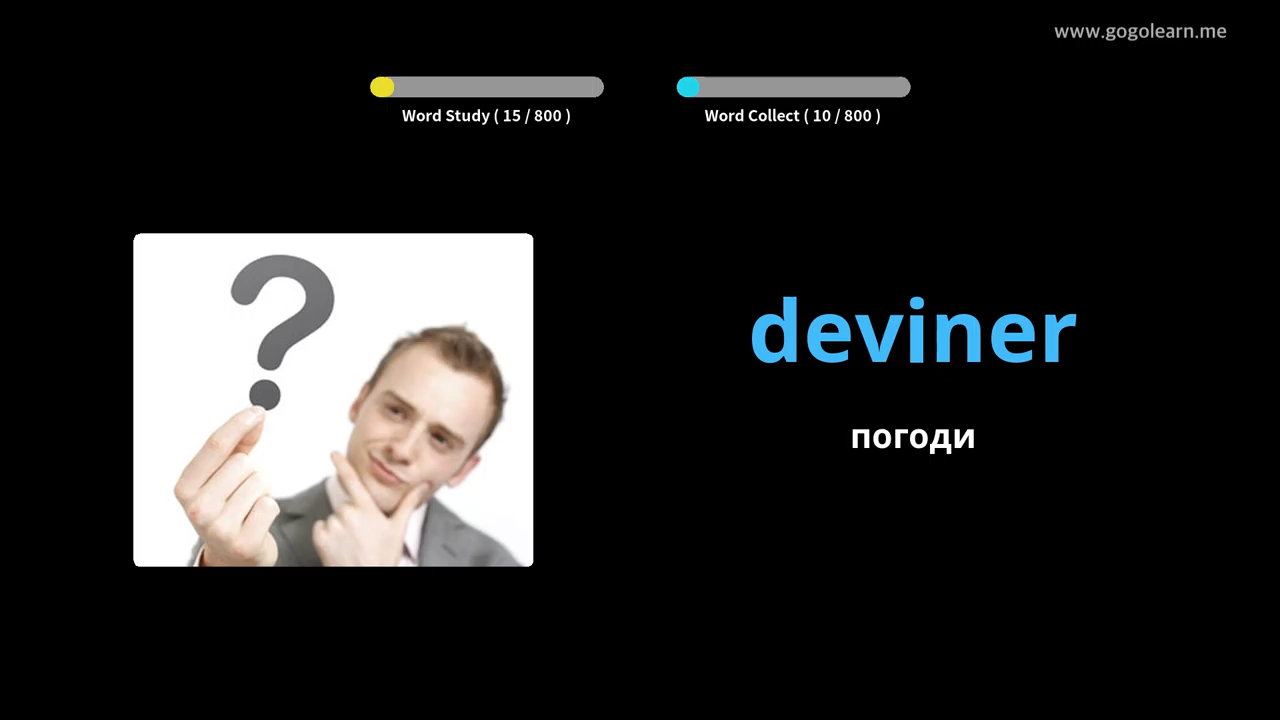 www.gogolearn.me
Word Study ( 15 / 800 )
Word Collect ( 10 / 800 )
?
deviner
погоди